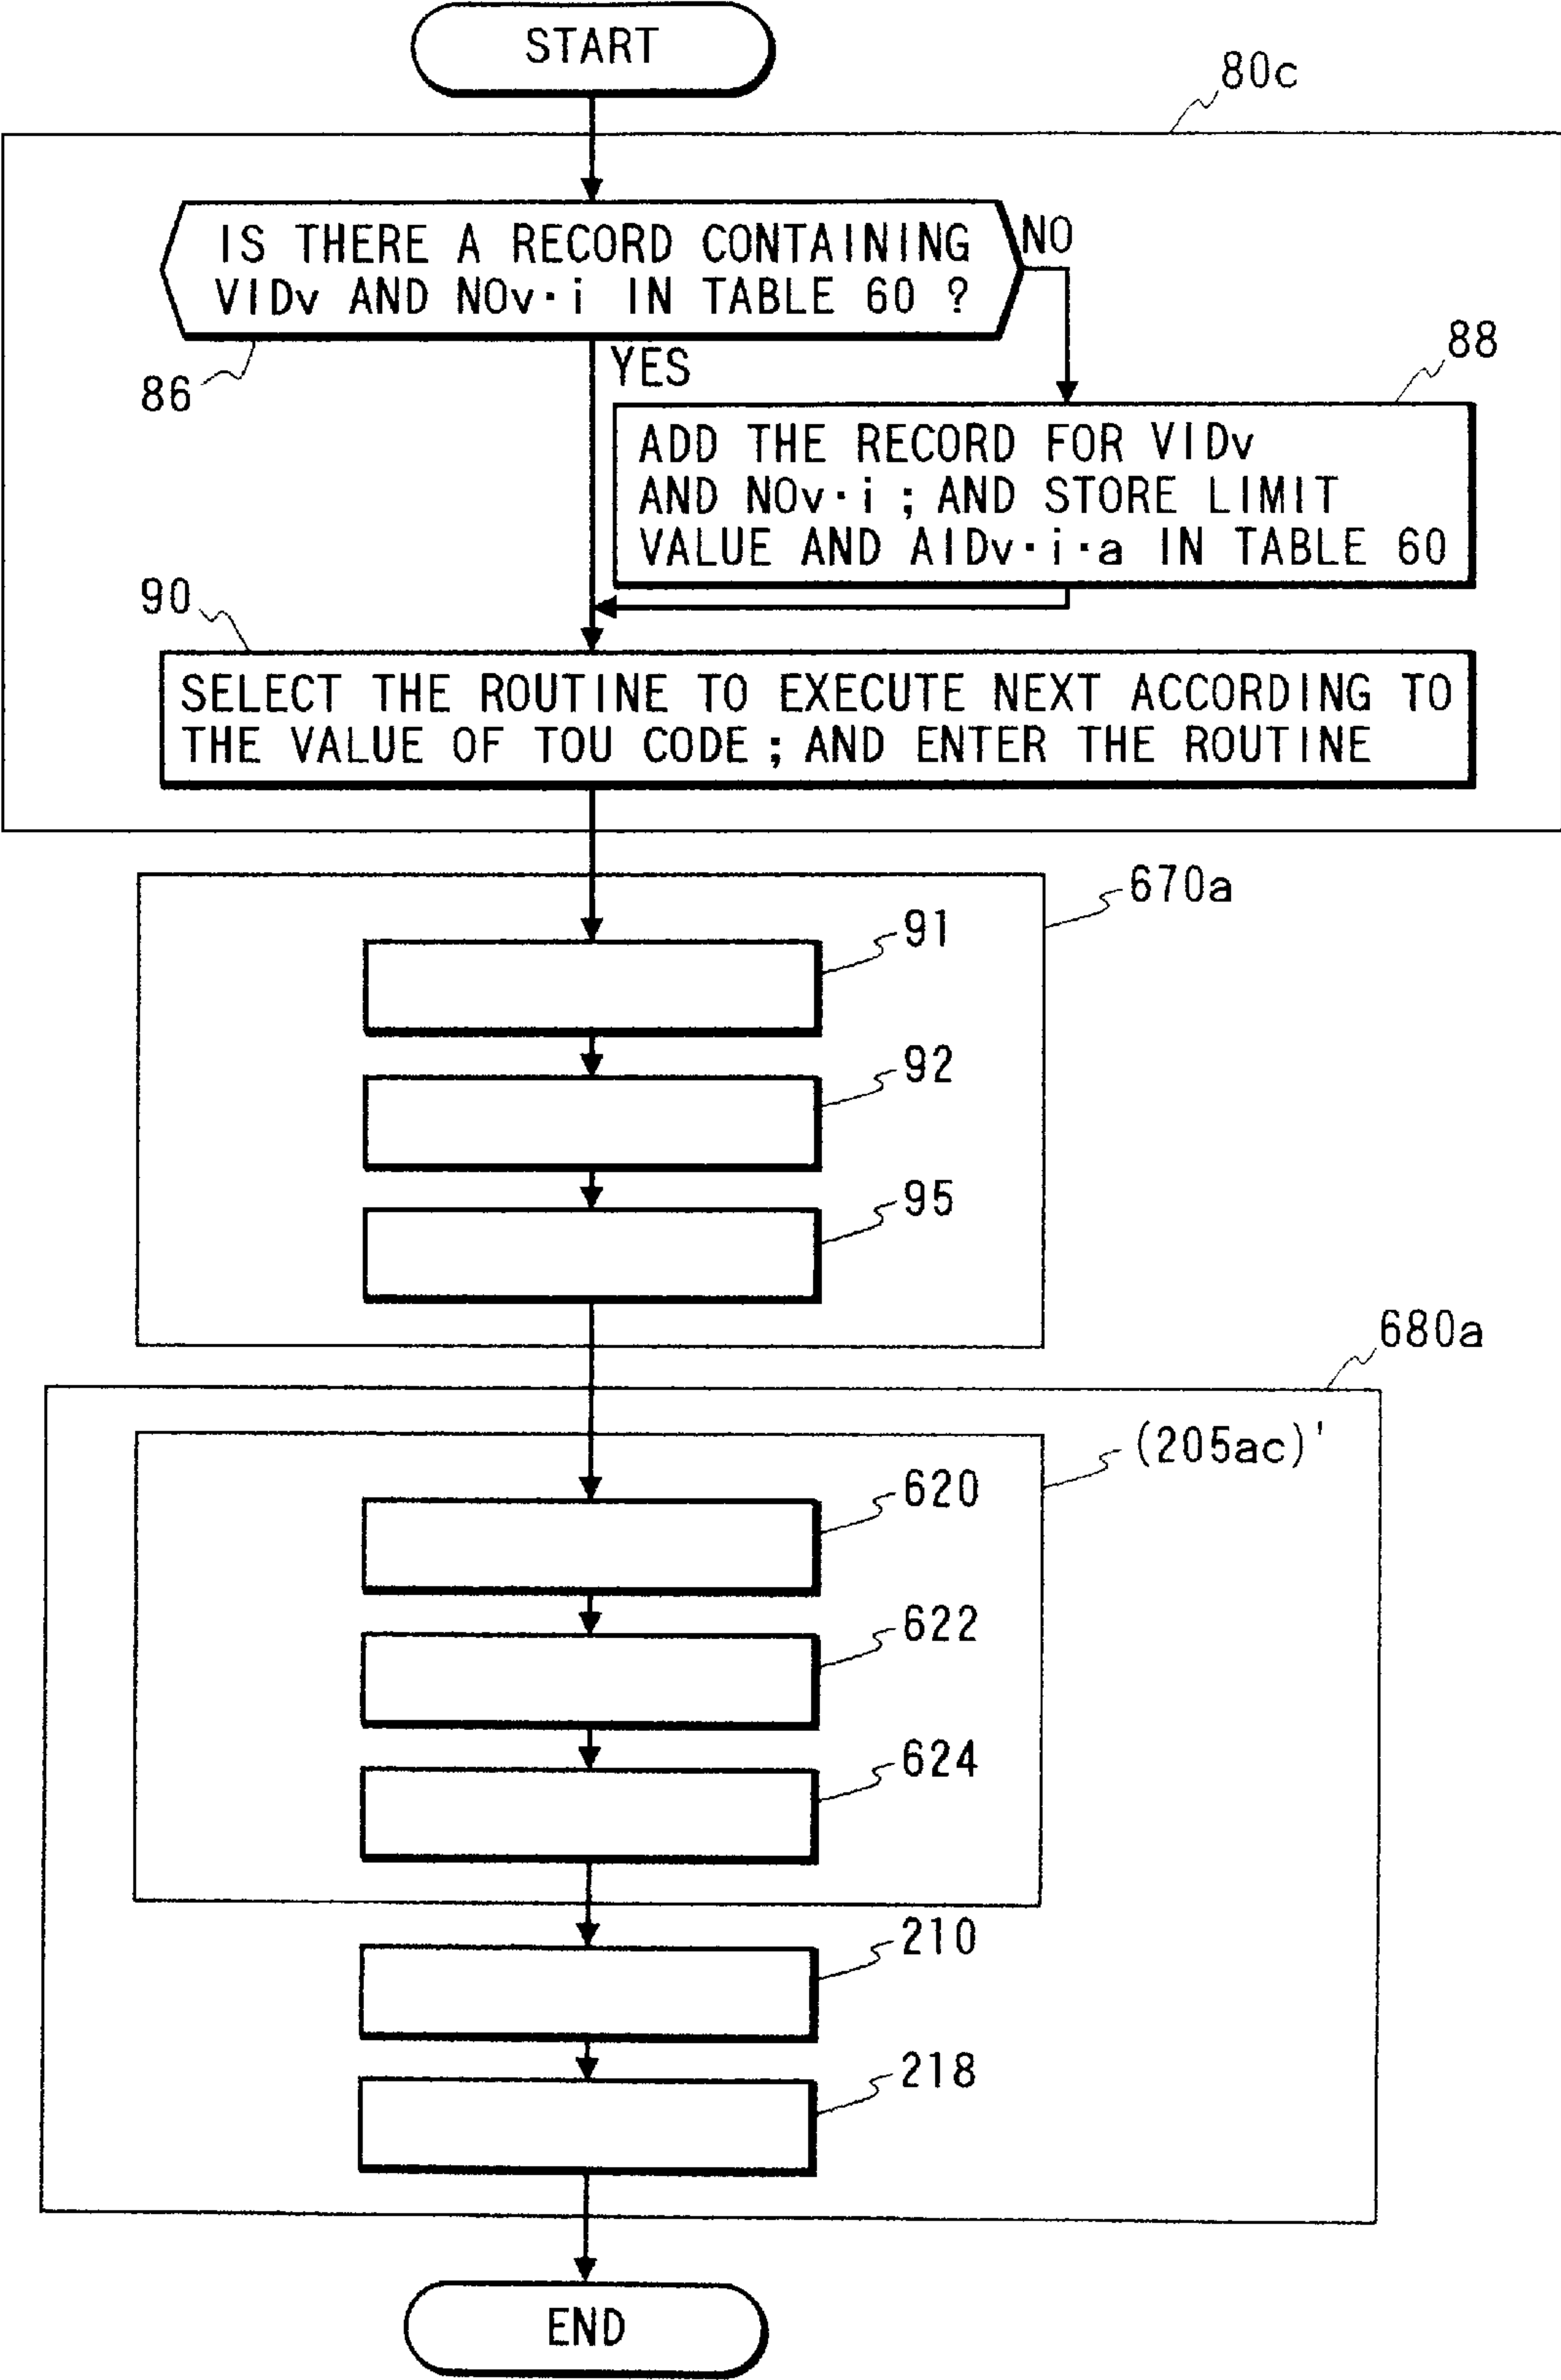 START
80c
IS THERE A RECORD CONTAINING
VIDv AND NOv·i IN TABLE 60 ?
NO
86
YES
88
ADD THE RECORD FOR VIDv
AND NOv·i ; AND STORE LIMIT
VALUE AND AIDv·i·a IN TABLE 60
90
SELECT THE ROUTINE TO EXECUTE NEXT ACCORDING TO
THE VALUE OF TOU CODE ; AND ENTER THE ROUTINE
670a
91
92
95
680a
(205ac)'
620
622
624
210
218
END